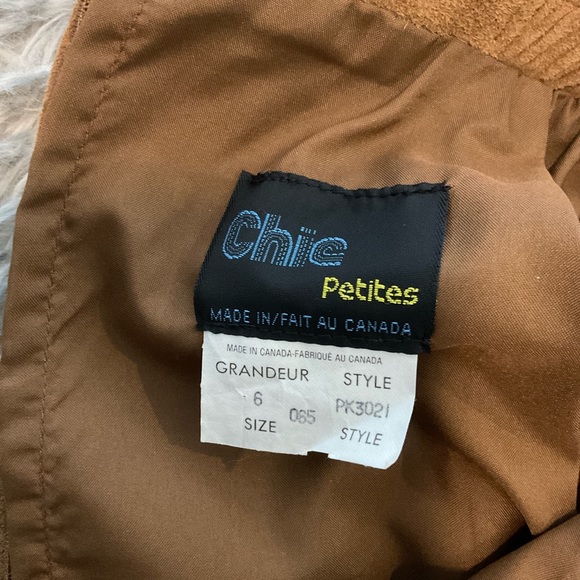 Chic
Petites
MADE IN/FAIT AU CANADA
MADE IN CANADA-FABRIQUÉ AU CANADA
GRANDEUR STYLE
6 085 PK3021
SIZE STYLE